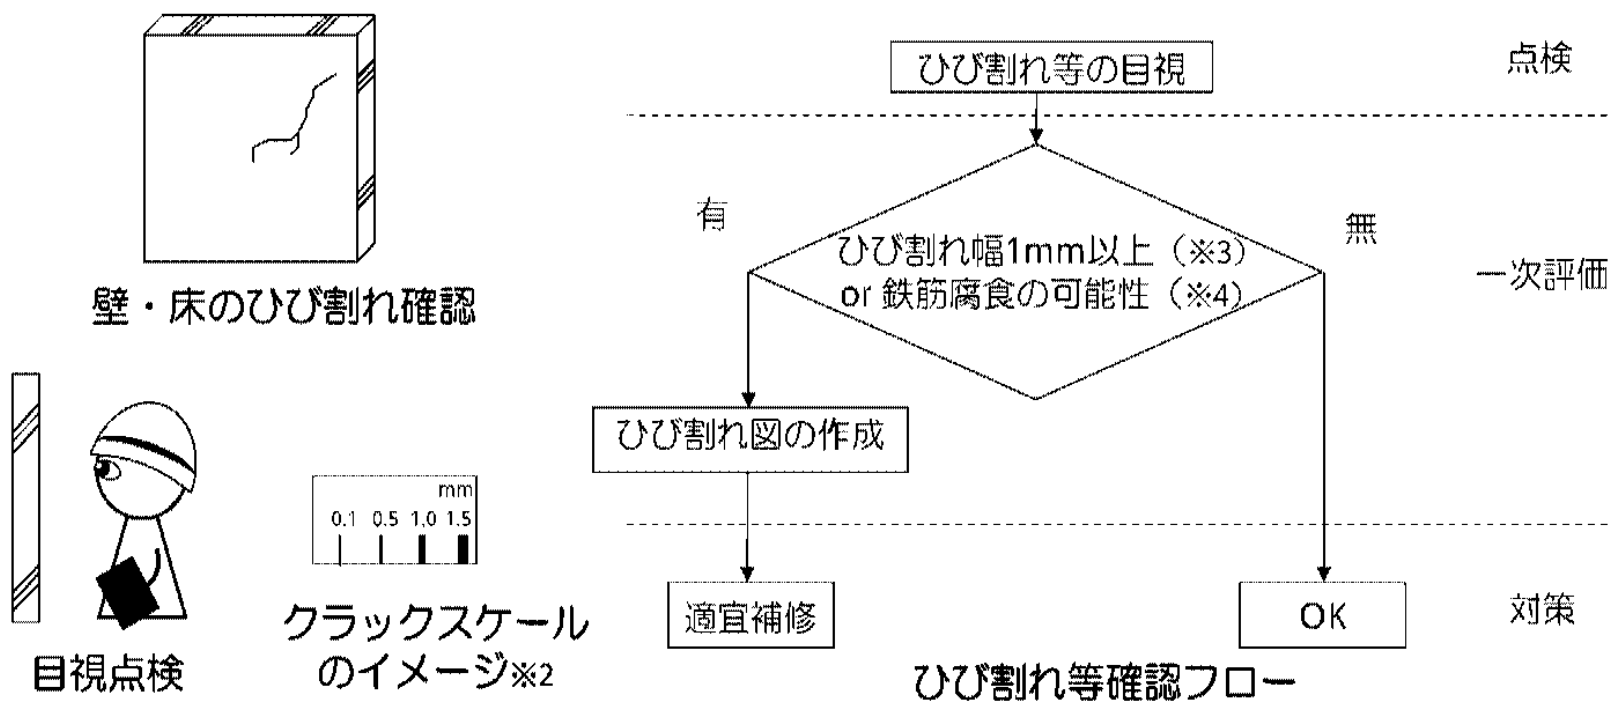 壁・床のひび割れ確認
目視点検
mm
0.1 0.5 1.0 1.5
クラックスケール
のイメージ※2
ひび割れ等の目視
点検
有
無
ひび割れ幅1mm以上（※3）
or 鉄筋腐食の可能性（※4）
一次評価
ひび割れ図の作成
適宜補修
OK
対策
ひび割れ等確認フロー